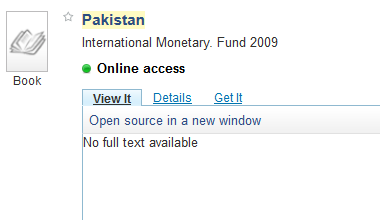 Pakistan
International Monetary. Fund 2009
Online access
Book
View It Details Get It
Open source in a new window
No full text available